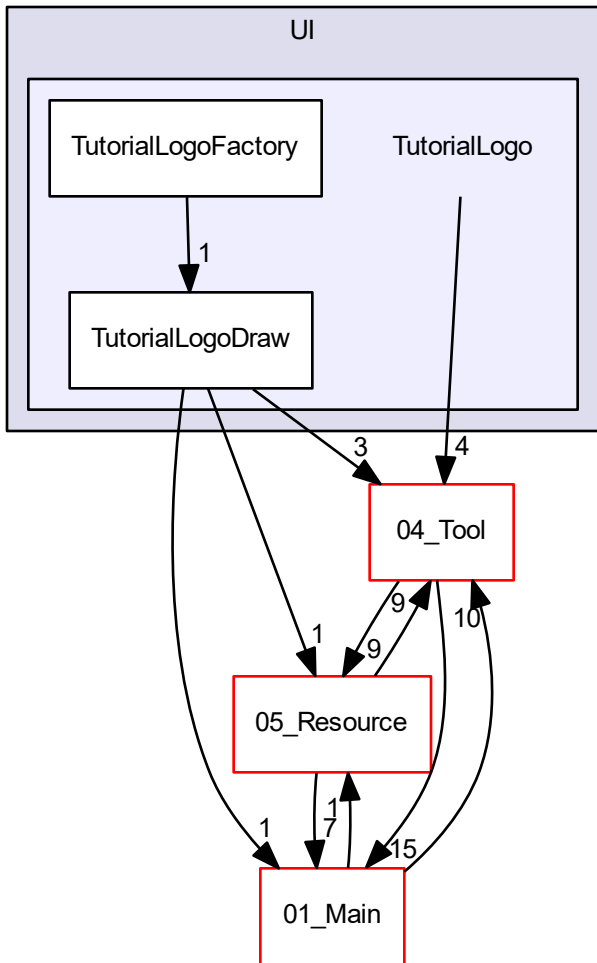 UI
TutorialLogoFactory
TutorialLogo
1
TutorialLogoDraw
3
4
04_Tool
9
10
1
9
05_Resource
1
7
1
15
01_Main